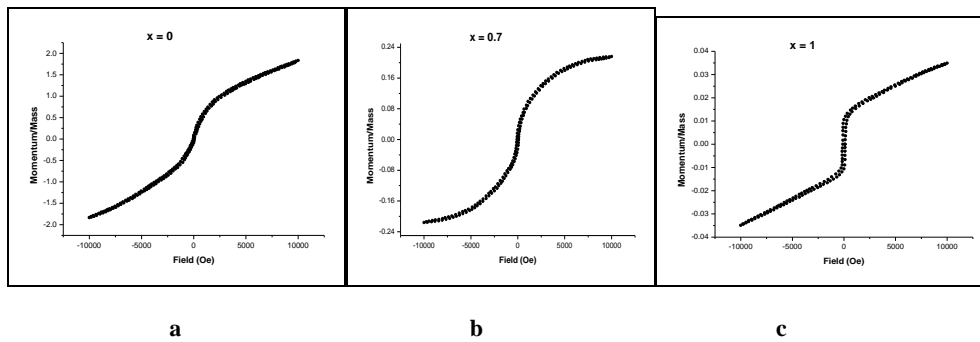 x = 0
2.0
1.5
1.0
0.5
0.0
-0.5
-1.0
-1.5
-2.0
Momentum/Mass
-10000 -5000 0 5000 10000
Field (Oe)
x = 0.7
0.24
0.16
0.08
0.00
-0.08
-0.16
-0.24
Momentum/Mass
-10000 -5000 0 5000 10000
Field (Oe)
x = 1
0.04
0.03
0.02
0.01
0.00
-0.01
-0.02
-0.03
-0.04
Momentum/Mass
-10000 -5000 0 5000 10000
Field (Oe)
a b c